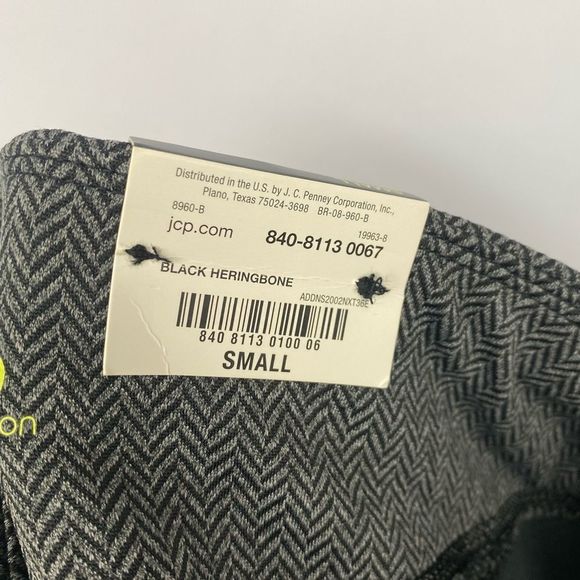 Distributed in the U.S. by J. C. Penney Corporation, Inc.,
Plano, Texas 75024-3698 BR-08-960-B
8960-B 19963-8
jcp.com 840-8113 0067
BLACK HERINGBONE
ADDNS2002NXT36E
840 8113 0100 06
SMALL
on